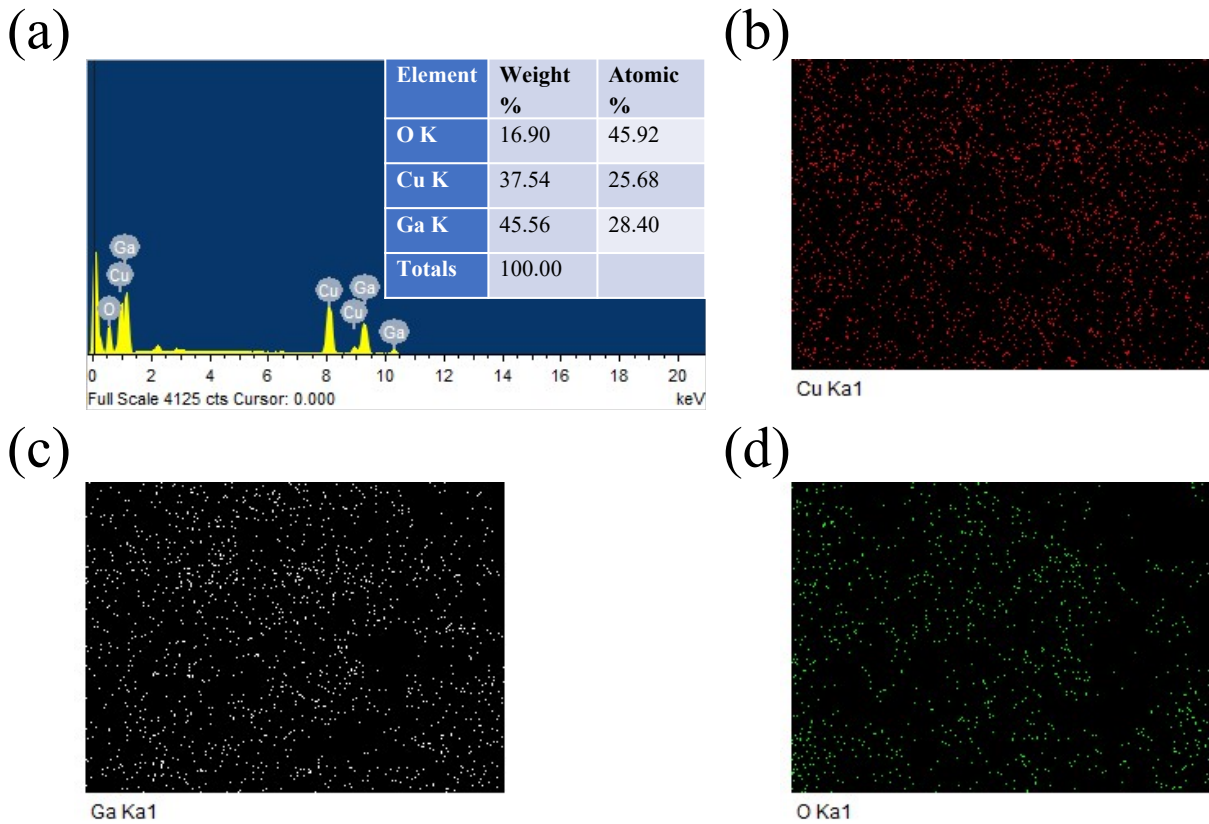 (a)
Element Weight % Atomic %
O K 16.90 45.92
Cu K 37.54 25.68
Ga K 45.56 28.40
Totals 100.00
Ga
Cu
O
Cu
Ga
Cu
Ga
0 2 4 6 8 10 12 14 16 18 20
Full Scale 4125 cts Cursor: 0.000 keV
(b)
Cu Ka1
(c)
Ga Ka1
(d)
O Ka1